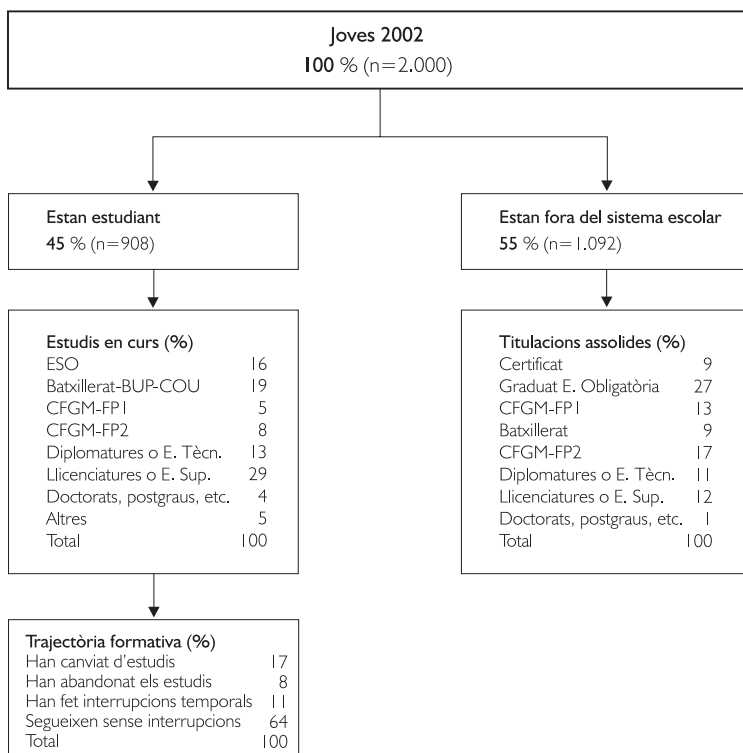 Joves 2002
100 % (n=2.000)
Estan estudiant
45 % (n=908)
Estan fora del sistema escolar
55 % (n=1.092)
Estudis en curs (%)
ESO 16
Batxillerat-BUP-COU 19
CFGM-FP1 5
CFGM-FP2 8
Diplomatures o E. Tècn. 13
Llicenciatures o E. Sup. 29
Doctorats, postgraus, etc. 4
Altres 5
Total 100
Titulacions assolides (%)
Certificat 9
Graduat E. Obligatòria 27
CFGM-FP1 13
Batxillerat 9
CFGM-FP2 17
Diplomatures o E. Tècn. 11
Llicenciatures o E. Sup. 12
Doctorats, postgraus, etc. 1
Total 100
Trajectòria formativa (%)
Han canviat d'estudis 17
Han abandonat els estudis 8
Han fet interrupcions temporals 11
Segueixen sense interrupcions 64
Total 100